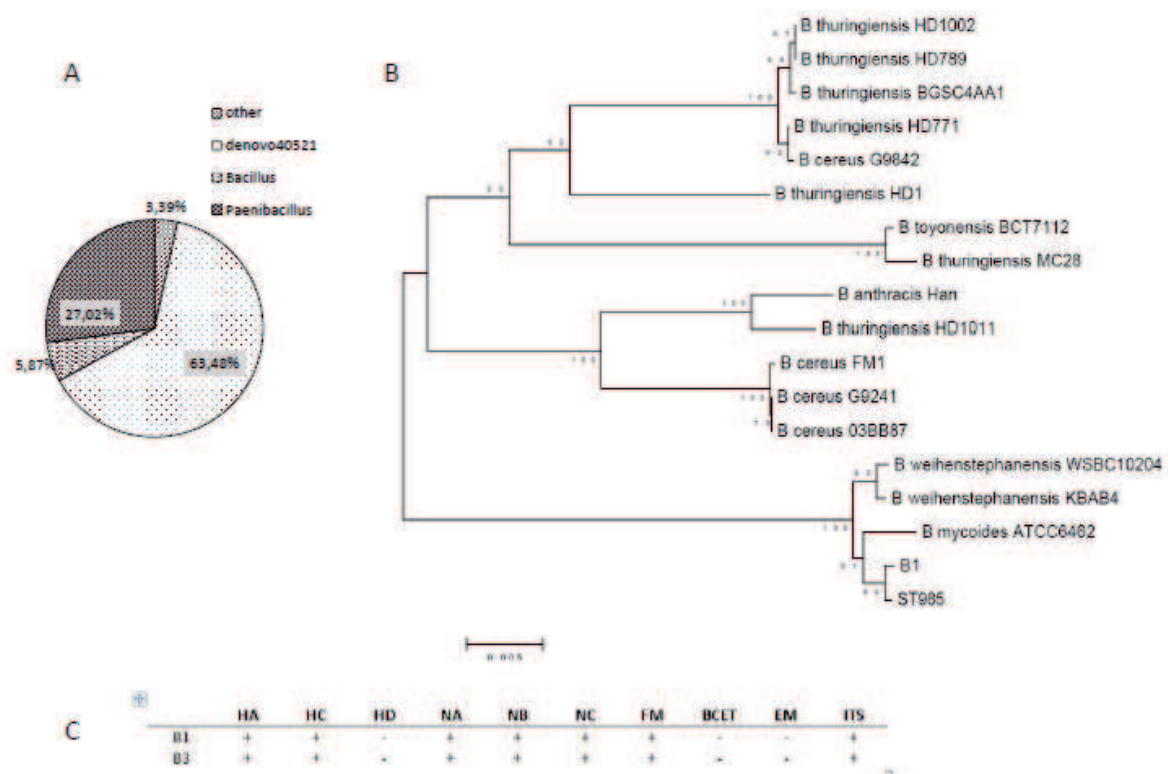 A
B
other
denovo40521
Bacillus
Paenibacillus
3,39%
27,02%
5,87%
63,48%
B thuringiensis HD1002
B thuringiensis HD789
B thuringiensis BGSC4AA1
B thuringiensis HD771
B cereus G9842
B thuringiensis HD1
B toyonensis BCT7112
B thuringiensis MC28
B anthracis Han
B thuringiensis HD1011
B cereus FM1
B cereus G9241
B cereus 03BB87
B weihenstephanensis WSBC10204
B weihenstephanensis KBAB4
B mycoides ATCC6462
B1
ST985
0.005
C
HA HC HD NA NB NC FM BCET EM ITS
B1 + + - + + + + - - +
B3 + + - + + + + - - +